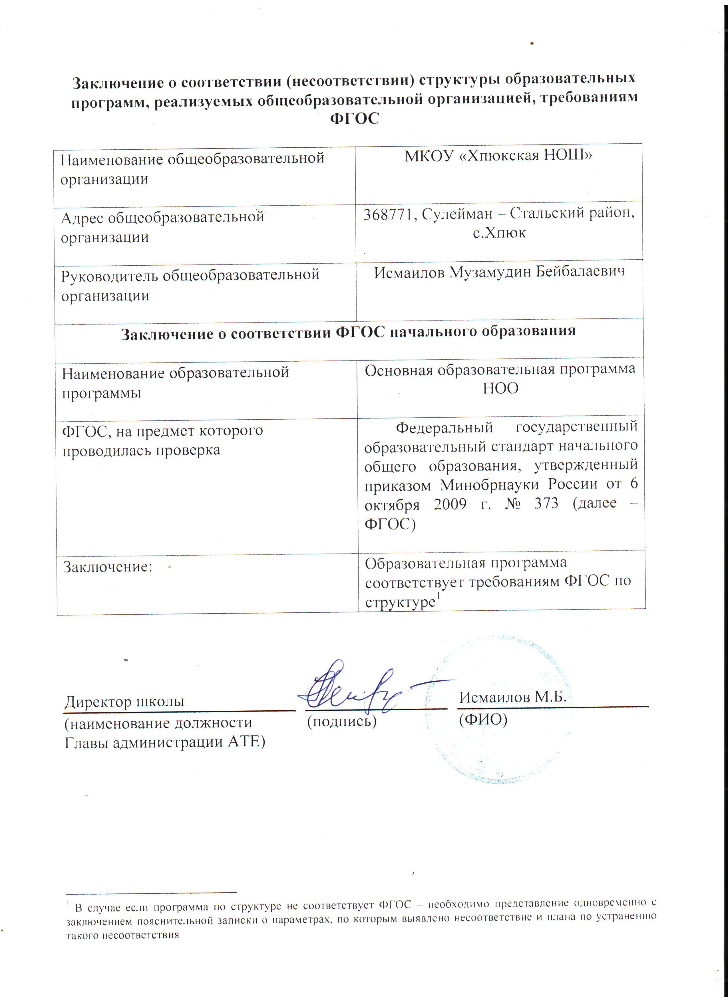 Заключение о соответствии (несоответствии) структуры образовательных
программ, реализуемых общеобразовательной организацией, требованиям
ФГОС
Наименование общеобразовательной
организации
МКОУ «Хпюкская НОШ»
Адрес общеобразовательной
организации
368771, Сулейман – Стальский район,
с.Хпюк
Руководитель общеобразовательной
организации
Исмаилов Музамудин Бейбалаевич
Заключение о соответствии ФГОС начального образования
Наименование образовательной
программы
Основная образовательная программа
НОО
ФГОС, на предмет которого
проводилась проверка
Федеральный государственный
образовательный стандарт начального
общего образования, утвержденный
приказом Минобрнауки России от 6
октября 2009 г. № 373 (далее –
ФГОС)
Заключение:
Образовательная программа
соответствует требованиям ФГОС по
структуре1
Директор школы
Исмаилов М.Б.
(наименование должности
Главы администрации АТЕ)
(подпись)
(ФИО)
1 В случае если программа по структуре не соответствует ФГОС – необходимо представление одновременно с
заключением пояснительной записки о параметрах, по которым выявлено несоответствие и плана по устранению
такого несоответствия